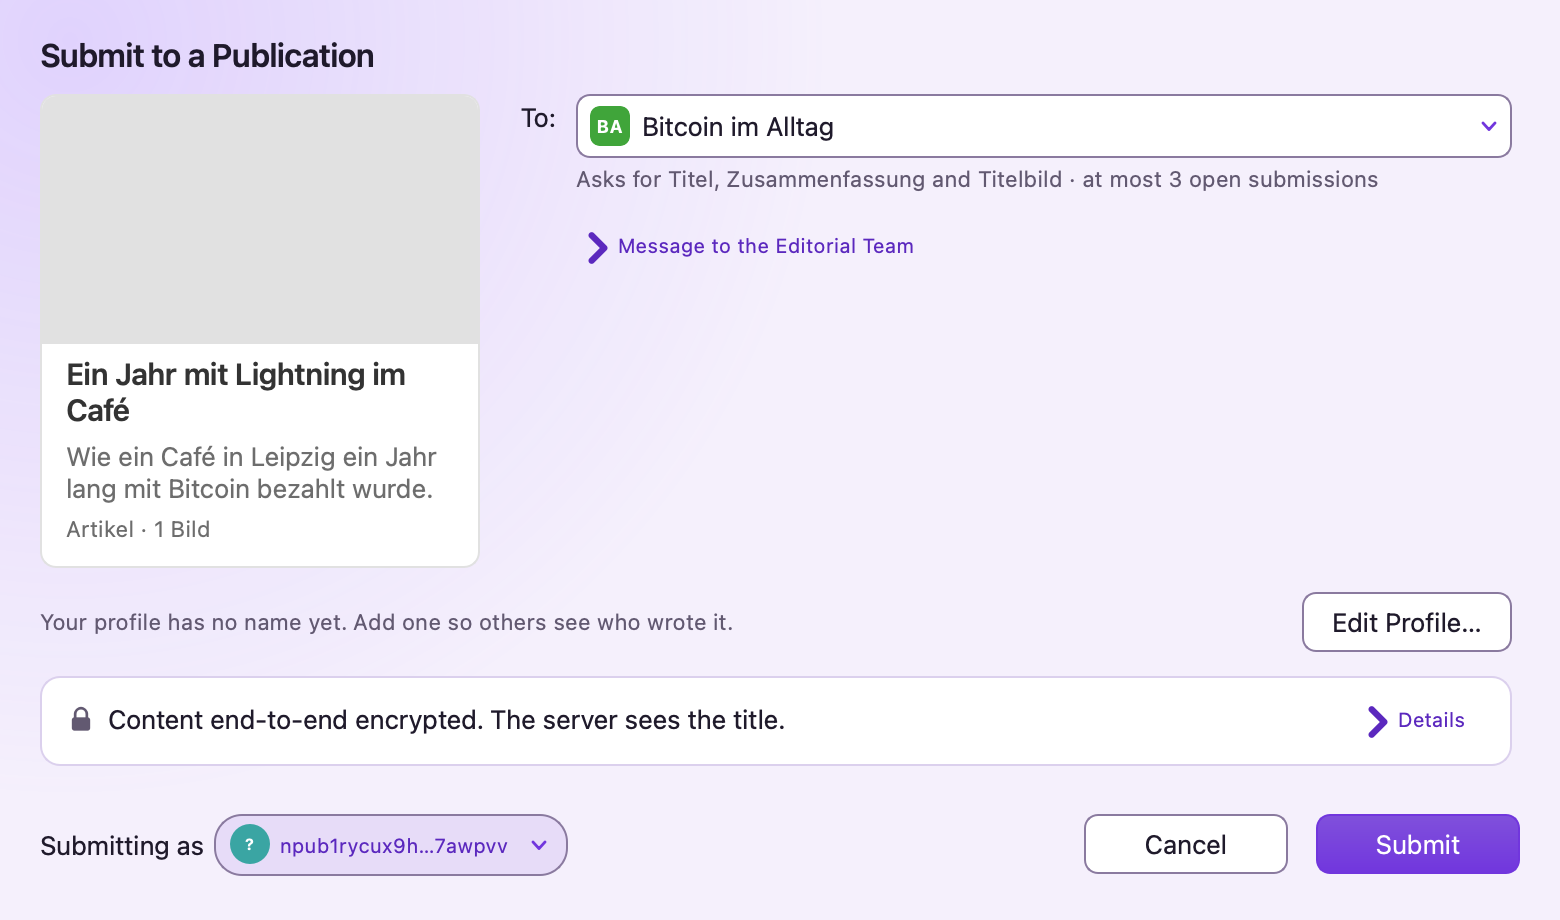 Submit to a Publication
To:
BA
Bitcoin im Alltag
Asks for Titel, Zusammenfassung and Titelbild · at most 3 open submissions
Message to the Editorial Team
Ein Jahr mit Lightning im
Café
Wie ein Café in Leipzig ein Jahr
lang mit Bitcoin bezahlt wurde.
Artikel · 1 Bild
Your profile has no name yet. Add one so others see who wrote it.
Edit Profile...
Content end-to-end encrypted. The server sees the title.
Details
Submitting as
?
npub1rycux9h...7awpvv
Cancel
Submit